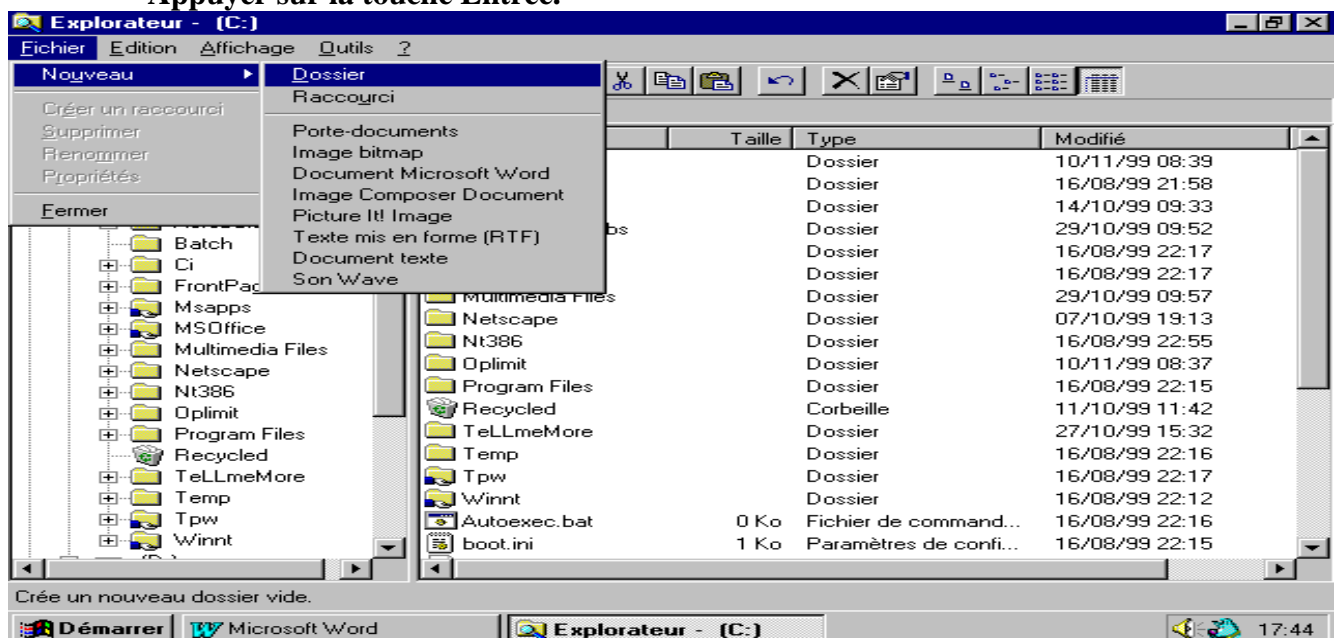 Appuyer sur la touche Entrée.
Explorateur - (C:)
Fichier Edition Affichage Outils ?
Nouveau Dossier
Raccourci
Créer un raccourci
Supprimer
Renommer
Propriétés
Fermer
Porte-documents
Image bitmap
Document Microsoft Word
Image Composer Document
Picture It! Image
Texte mis en forme (RTF)
Document texte
Son Wave
Batch
Ci
Msapps
MSOffice
Multimedia Files
Netscape
Nt386
Oplimit
Program Files
Recycled
TeLLmeMore
Temp
Tpw
Winnt
Taille Type Modifié
Dossier 10/11/99 08:39
Dossier 16/08/99 21:58
Dossier 14/10/99 09:33
Dossier 29/10/99 09:52
Dossier 16/08/99 22:17
Dossier 16/08/99 22:17
Multimedia Files Dossier 29/10/99 09:57
Netscape Dossier 07/10/99 19:13
Nt386 Dossier 16/08/99 22:55
Oplimit Dossier 10/11/99 08:37
Program Files Dossier 16/08/99 22:15
Recycled Corbeille 11/10/99 11:42
TeLLmeMore Dossier 27/10/99 15:32
Temp Dossier 16/08/99 22:16
Tpw Dossier 16/08/99 22:17
Winnt Dossier 16/08/99 22:12
Autoexec.bat 0 Ko Fichier de command... 16/08/99 22:16
boot.ini 1 Ko Paramètres de confi... 16/08/99 22:15
Crée un nouveau dossier vide.
Démarrer Microsoft Word Explorateur - (C:) 17:44